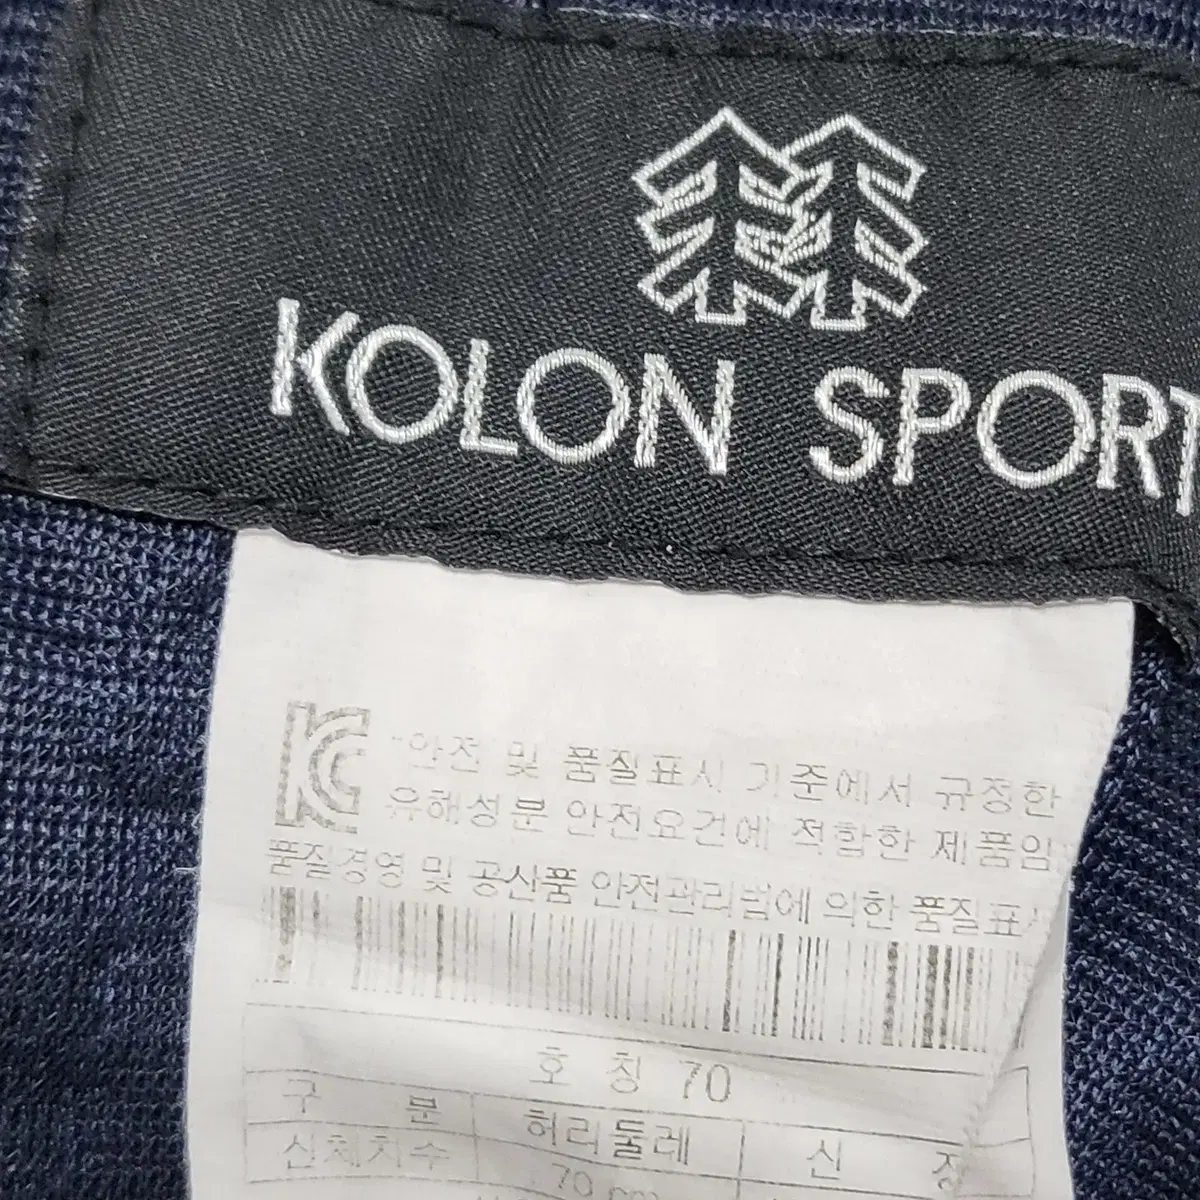 KOLON SPORT
KC "안전 및 품질표시 기준에서 규정한
유해성분 안전요건에 적합한 제품임
품질경영 및 공산품 안전관리법에 의한 품질표
호 칭 70
구 분 허리둘레 신 장
신체치수 70 cm